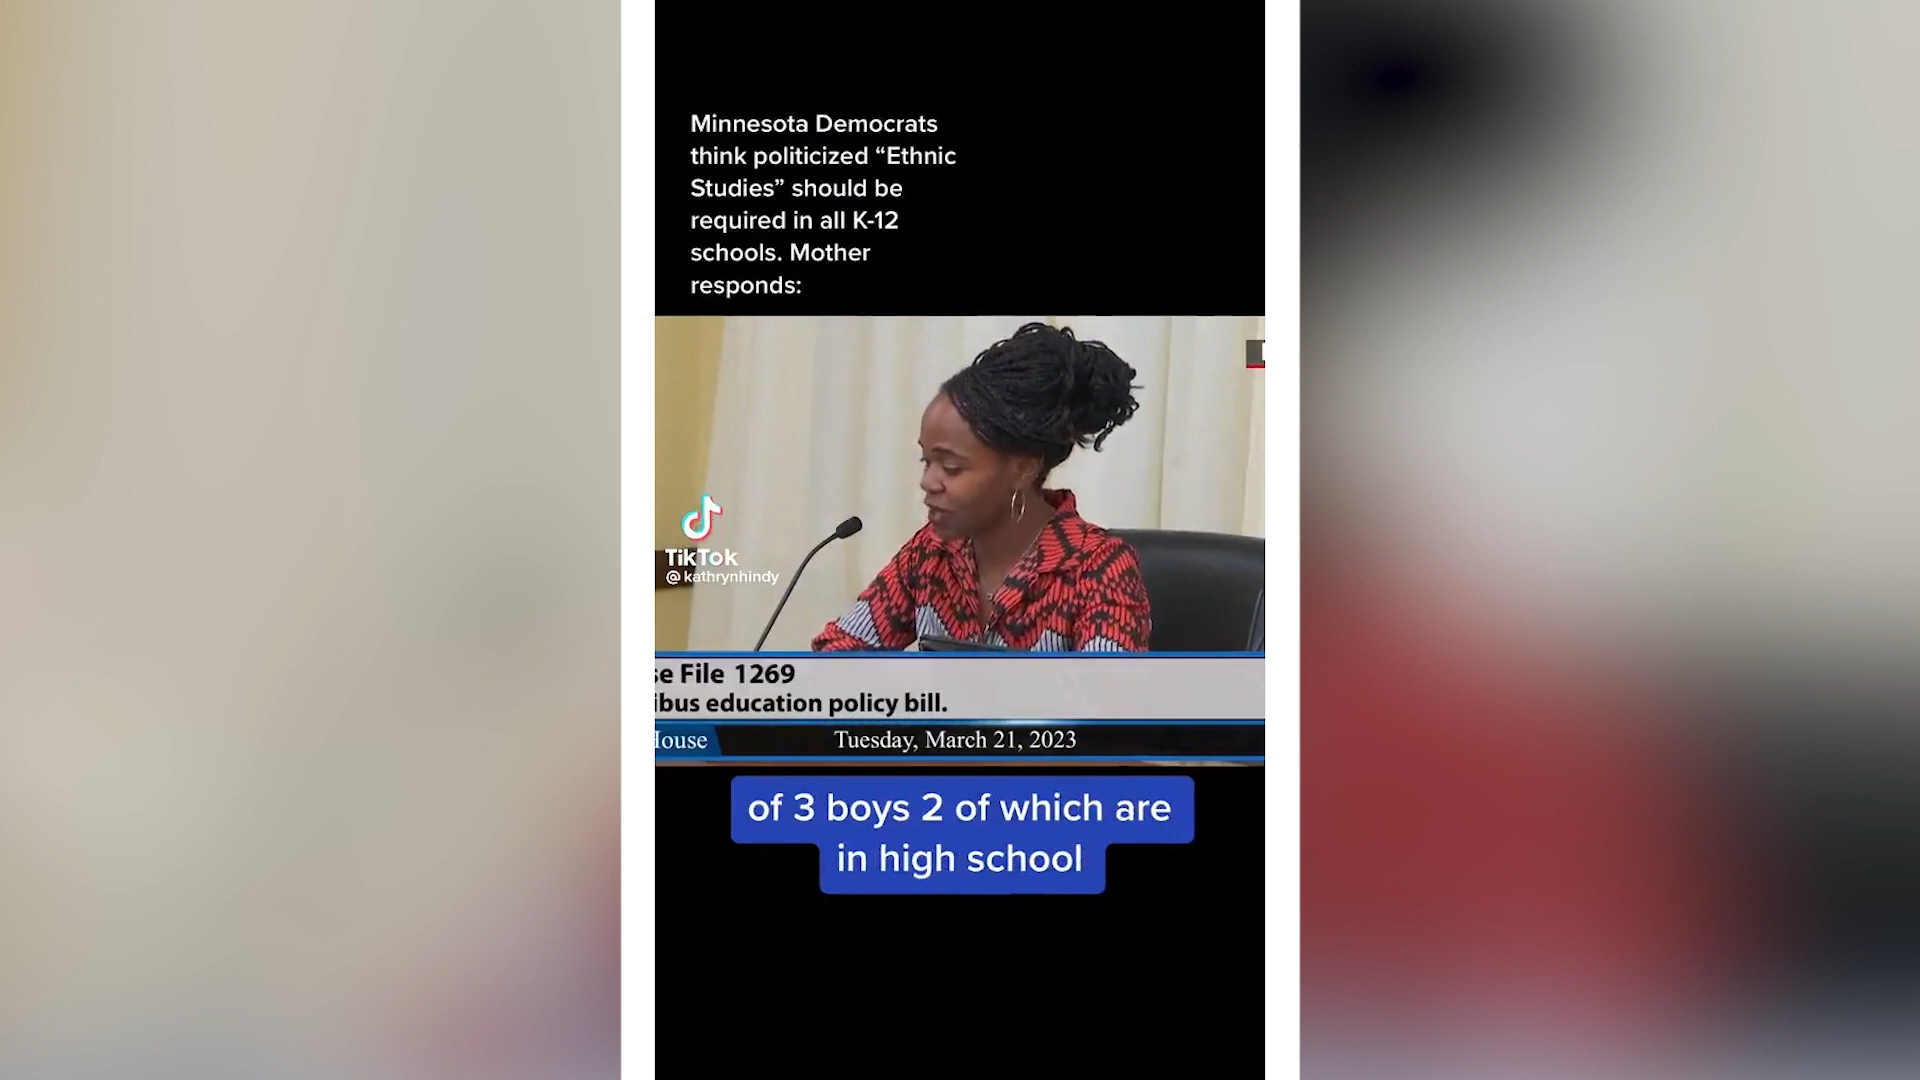 Minnesota Democrats
think politicized “Ethnic
Studies” should be
required in all K-12
schools. Mother
responds:
TikTok
@kathrynhindy
se File 1269
ibus education policy bill.
House
Tuesday, March 21, 2023
of 3 boys 2 of which are
in high school